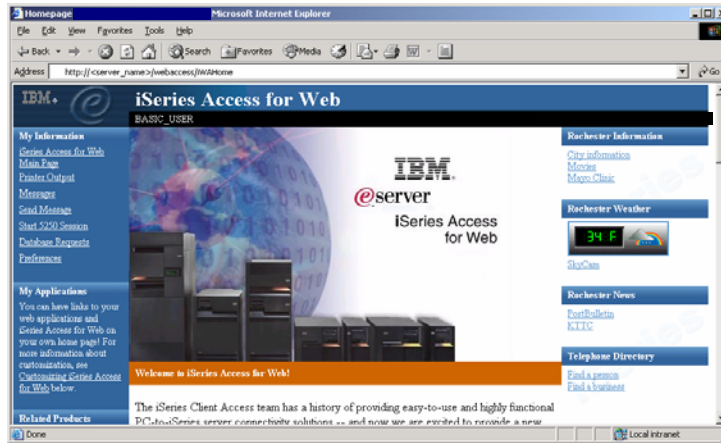 Homepage Microsoft Internet Explorer
File Edit View Favorites Tools Help
Back Search Favorites Media
Address http://<server_name>/webaccess/iWAHome Go
IBM.
iSeries Access for Web
BASIC_USER
My Information
iSeries Access for Web
Main Page
Printer Output
Messages
Send Message
Start 5250 Session
Database Requests
Preferences
My Applications
You can have links to your
web applications and
iSeries Access for Web on
your own home page! For
more information about
customization, see
Customizing iSeries Access
for Web below.
Related Products
IBM.
eserver
iSeries Access
for Web
Welcome to iSeries Access for Web!
The iSeries Client Access team has a history of providing easy-to-use and highly functional
PC-to-iSeries server connectivity solutions -- and now we are excited to provide a new
Rochester Information
City information
Movies
Mayo Clinic
Rochester Weather
34 F
SkyCam
Rochester News
PostBulletin
KTTC
Telephone Directory
Find a person
Find a business
Done
Local intranet